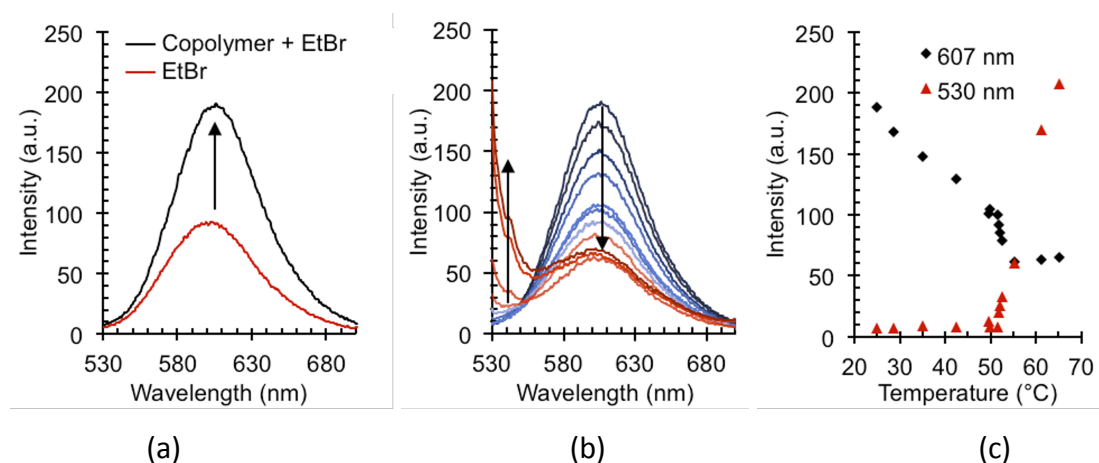 250
200
150
100
50
0
Intensity (a.u.)
Copolymer + EtBr
EtBr
530 580 630 680
Wavelength (nm)
(a)
250
200
150
100
50
0
Intensity (a.u.)
530 580 630 680
Wavelength (nm)
(b)
250
200
150
100
50
0
Intensity (a.u.)
607 nm
530 nm
20 30 40 50 60 70
Temperature (°C)
(c)